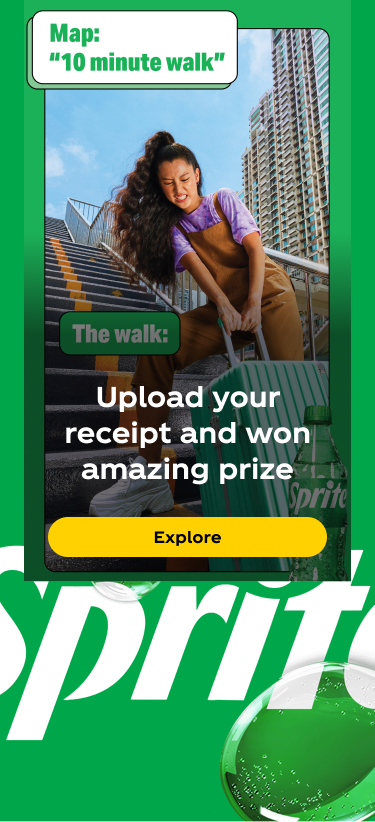 Map:
“10 minute walk”
The walk:
Upload your
receipt and won
amazing prize
Sprite
Explore
Sprite